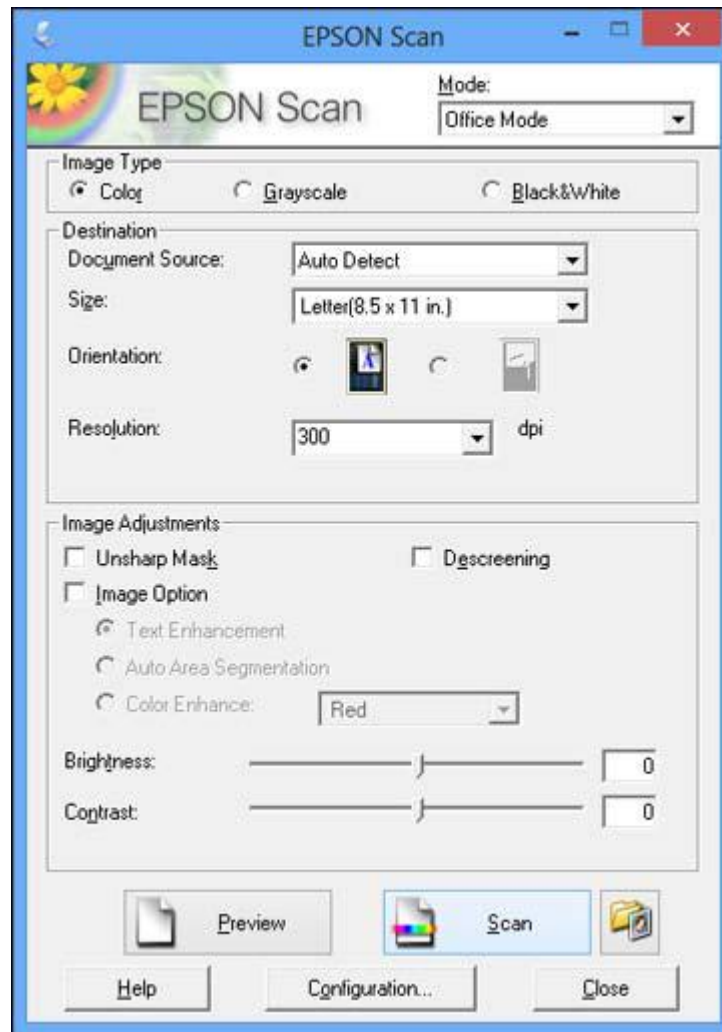 EPSON Scan
EPSON Scan
Mode:
Office Mode
Image Type
Color Grayscale Black&White
Destination
Document Source: Auto Detect
Size: Letter(8.5 x 11 in.)
Orientation:
Resolution: 300 dpi
Image Adjustments
Unsharp Mask Descreening
Image Option
Text Enhancement
Auto Area Segmentation
Color Enhance: Red
Brightness: 0
Contrast: 0
Preview Scan
Help Configuration... Close